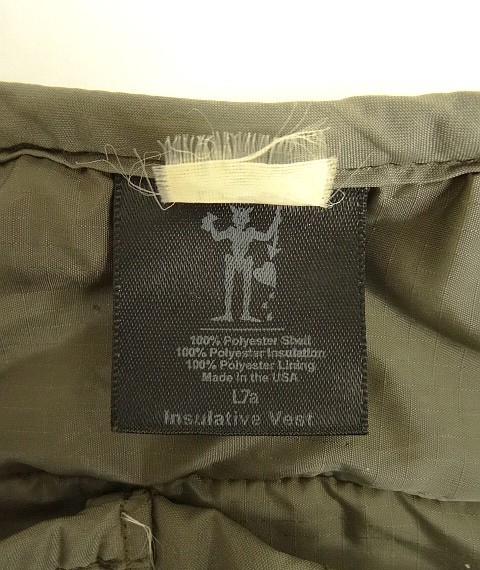 100% Polyester Shell
100% Polyester Insulation
100% Polyester Lining
Made in the USA
L7a
Insulative Vest